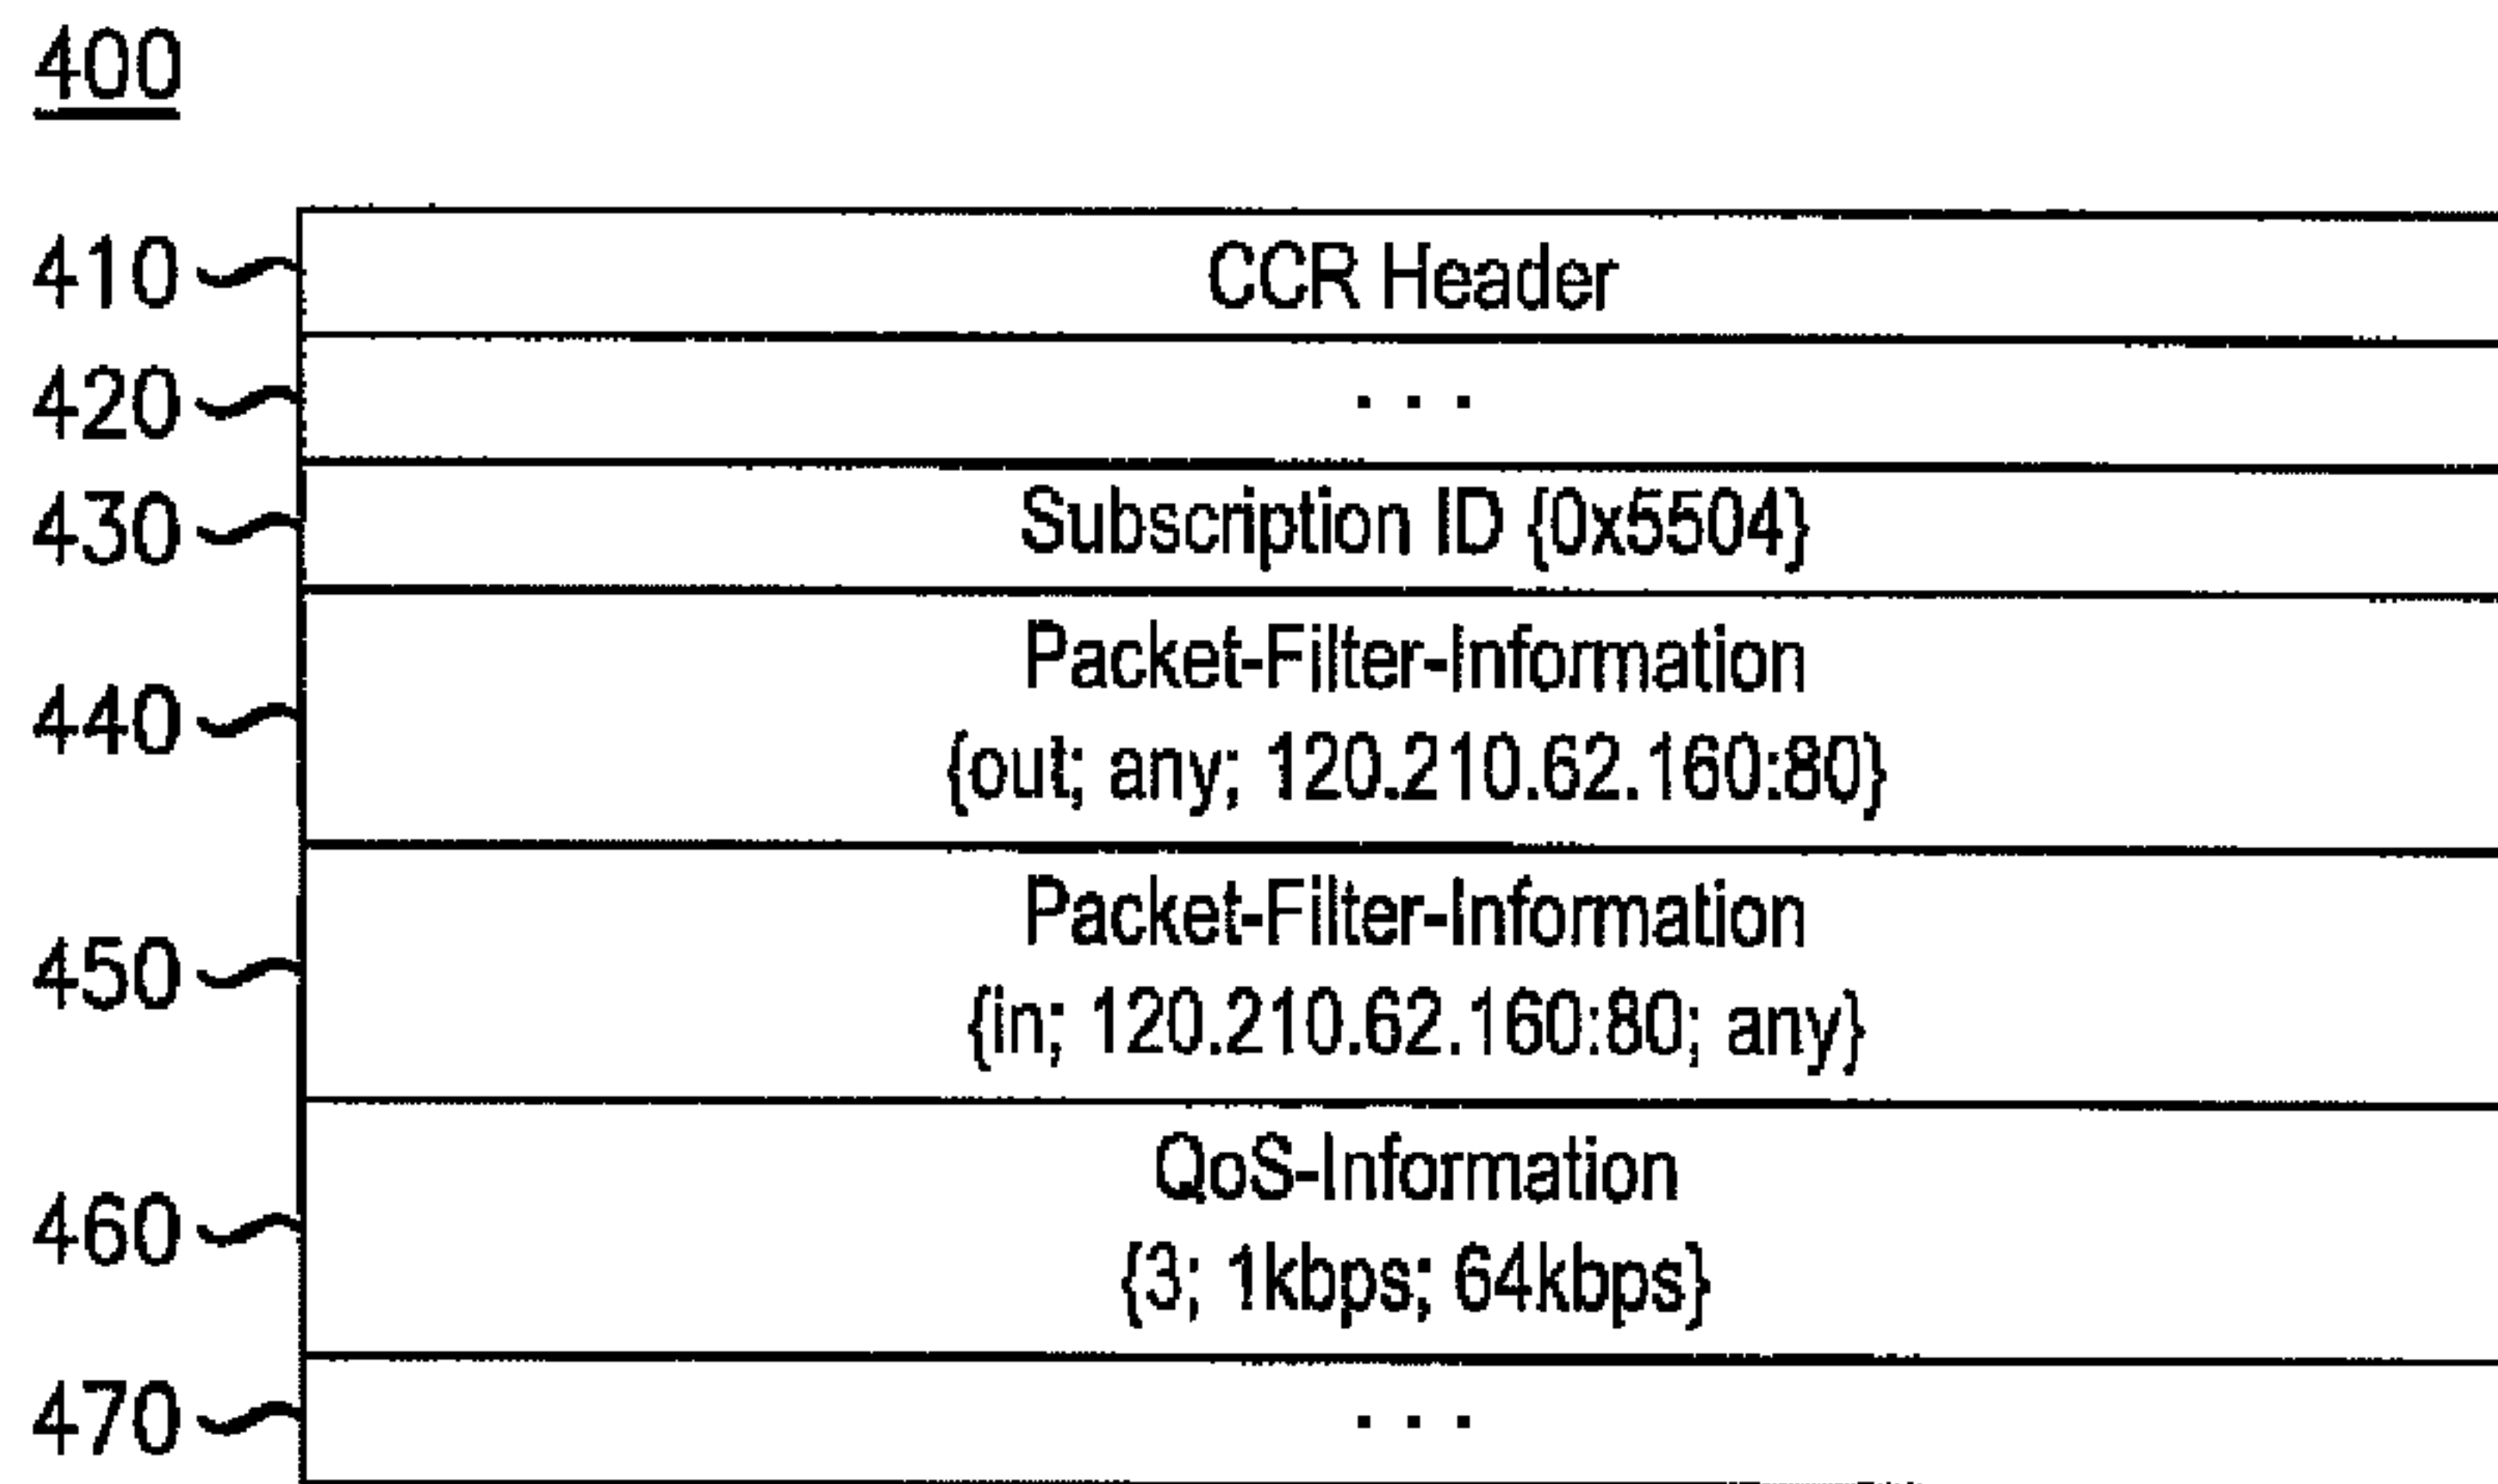 400
410 CCR Header
420 . . .
430 Subscription ID {0x5504}
Packet-Filter-Information
440
{out; any; 120.210.62.160:80}
Packet-Filter-Information
450
{in; 120.210.62.160:80; any}
QoS-Information
460
{3; 1kbps; 64kbps}
470 . . .